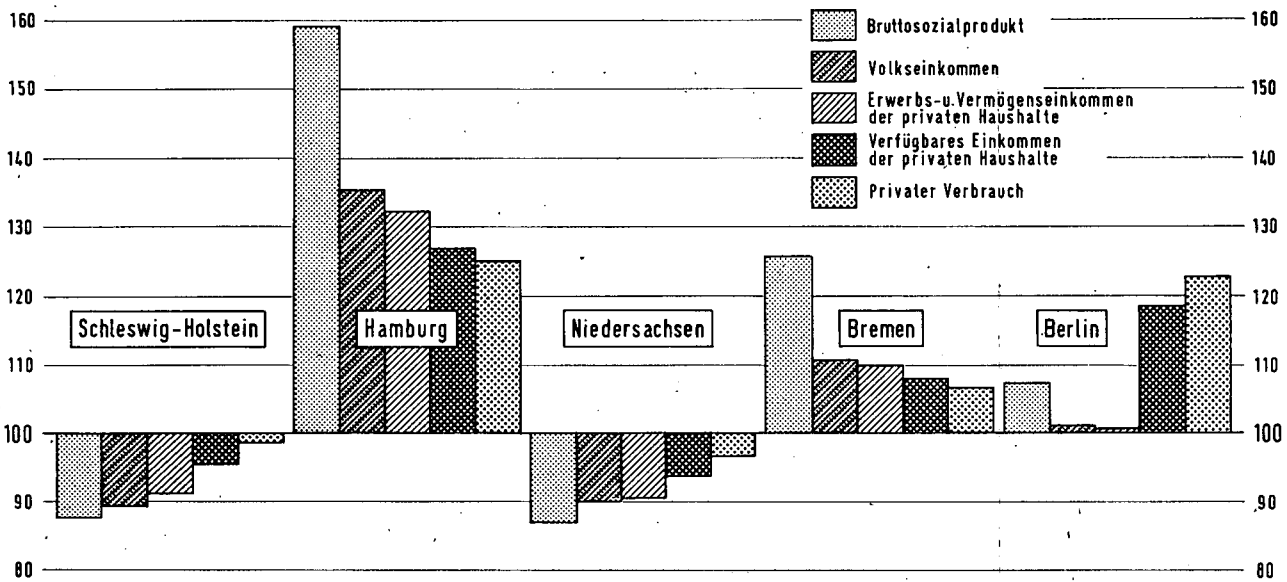 160
150
140
130
120
110
100
90
80
Bruttosozialprodukt
Volkseinkommen
Erwerbs-u.Vermögenseinkommen
der privaten Haushalte
Verfügbares Einkommen
der privaten Haushalte
Privater Verbrauch
Schleswig-Holstein
Hamburg
Niedersachsen
Bremen
Berlin
160
150
140
130
120
110
100
90
80